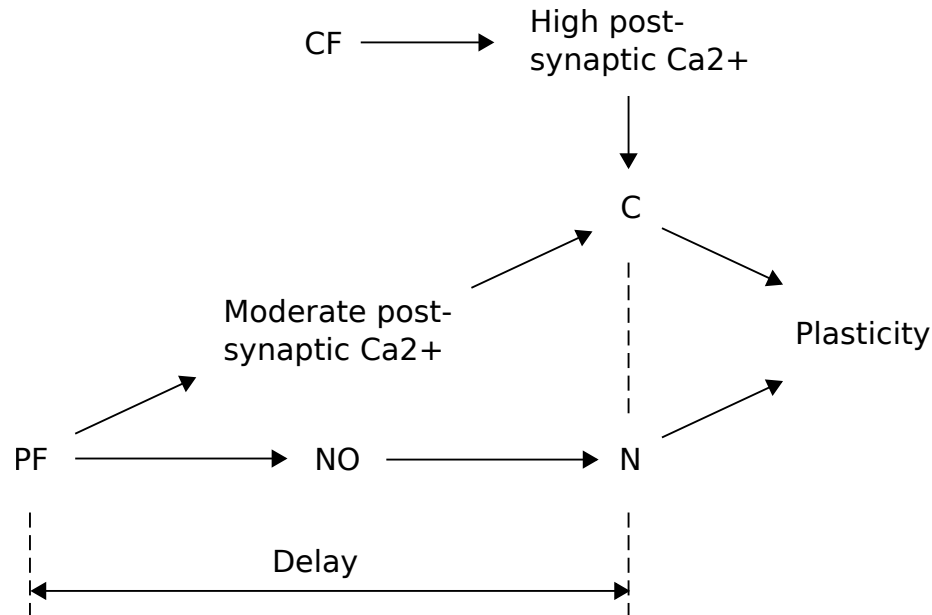 CF
High post-
synaptic Ca2+
C
Moderate post-
synaptic Ca2+
Plasticity
PF
NO
N
Delay